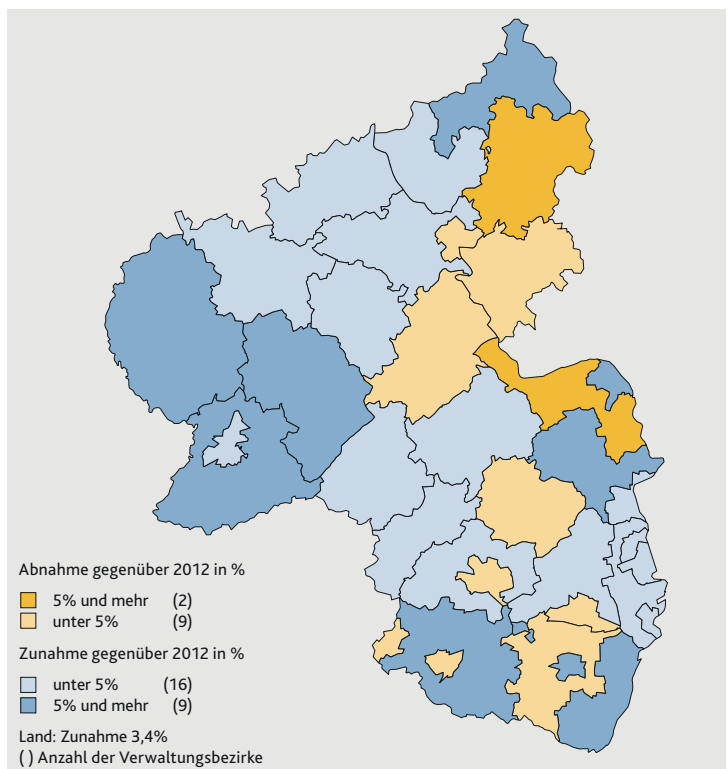 Abnahme gegenüber 2012 in %
5% und mehr (2)
unter 5% (9)
Zunahme gegenüber 2012 in %
unter 5% (16)
5% und mehr (9)
Land: Zunahme 3,4%
( ) Anzahl der Verwaltungsbezirke